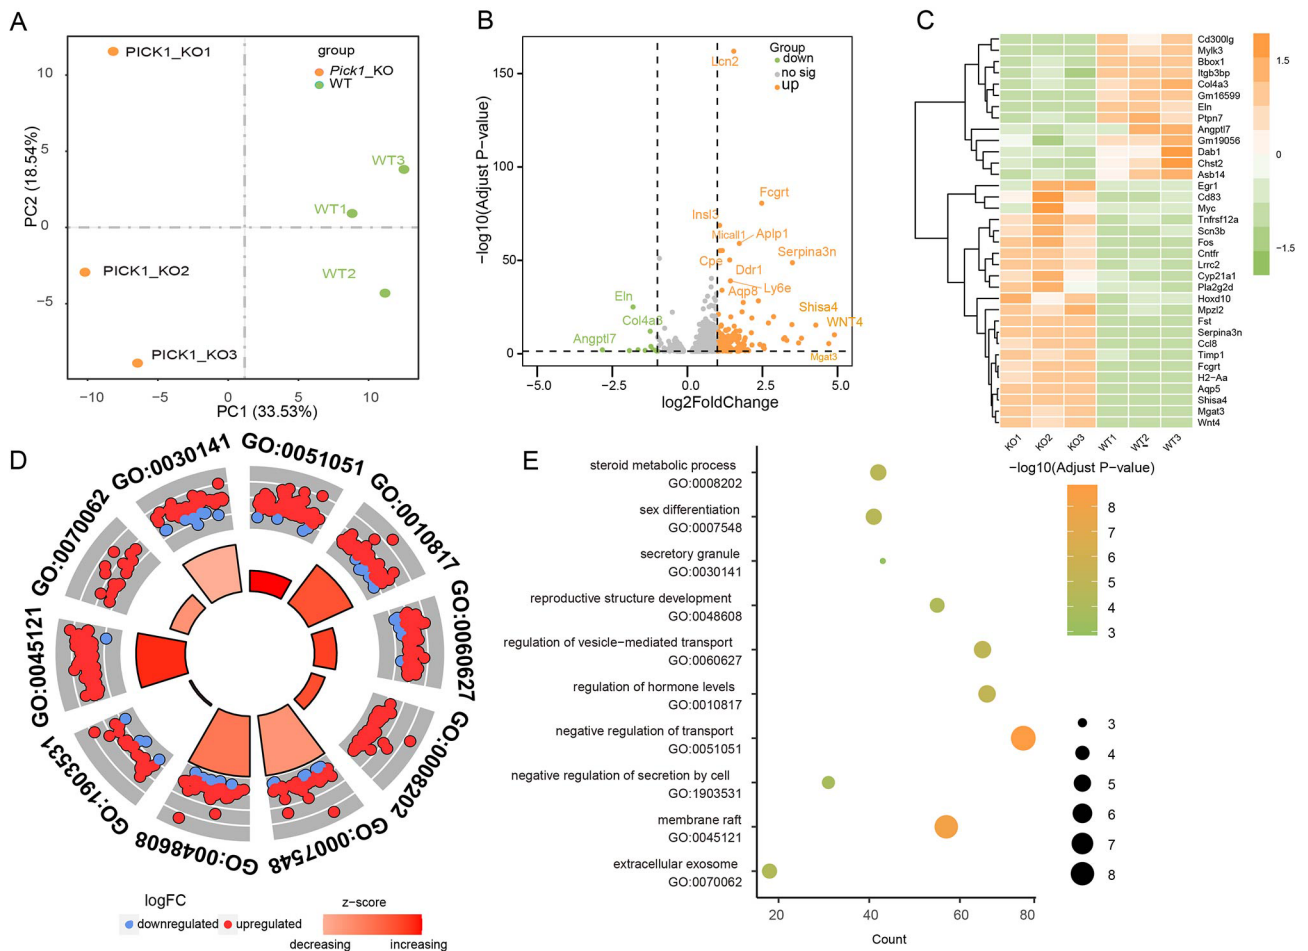 A
PICK1_KO1
group
Pick1_KO
WT
WT3
WT1
WT2
PICK1_KO2
PICK1_KO3
10
5
0
−5
PC2 (18.54%)
−10
−5
0
5
10
PC1 (33.53%)
B
Group
down
no sig
up
Lcn2
Fcgrt
Insl3
Micall1
Aplp1
Serpina3n
Cpe
Ddr1
Ly6e
Aqp8
Shisa4
WNT4
Mgat3
Eln
Col4a3
Angptl7
150
100
50
0
−log10(Adjust P−value)
−5.0
−2.5
0.0
2.5
5.0
log2FoldChange
C
Cd300lg
Mylk3
Bbox1
Itgb3bp
Col4a3
Gm16599
Eln
Ptpn7
Angptl7
Gm19056
Dab1
Chst2
Asb14
Egr1
Cd83
Myc
Tnfrsf12a
Scn3b
Fos
Cntfr
Lrrc2
Cyp21a1
Pla2g2d
Hoxd10
Mpzl2
Fst
Serpina3n
Ccl8
Timp1
Fcgrt
H2−Aa
Aqp5
Shisa4
Mgat3
Wnt4
KO1
KO2
KO3
WT1
WT2
WT3
1.5
0
−1.5
D
GO:0030141
GO:0051051
GO:0010817
GO:0060627
GO:0008202
GO:0007548
GO:0048608
GO:1903531
GO:0045121
GO:0070062
logFC
downregulated
upregulated
z−score
decreasing
increasing
E
steroid metabolic process
GO:0008202
sex differentiation
GO:0007548
secretory granule
GO:0030141
reproductive structure development
GO:0048608
regulation of vesicle−mediated transport
GO:0060627
regulation of hormone levels
GO:0010817
negative regulation of transport
GO:0051051
negative regulation of secretion by cell
GO:1903531
membrane raft
GO:0045121
extracellular exosome
GO:0070062
20
40
60
80
Count
−log10(Adjust P−value)
8
7
6
5
4
3
3
4
5
6
7
8